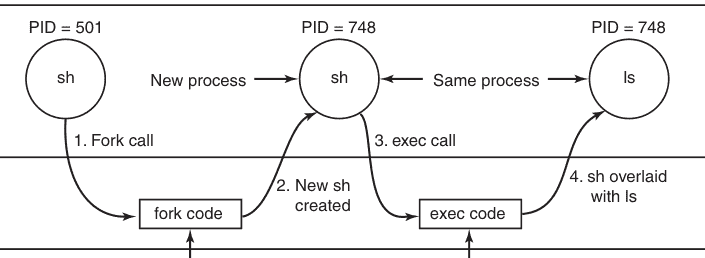 PID = 501
PID = 748
PID = 748
sh
New process
sh
Same process
ls
1. Fork call
3. exec call
2. New sh
created
4. sh overlaid
with ls
fork code
exec code